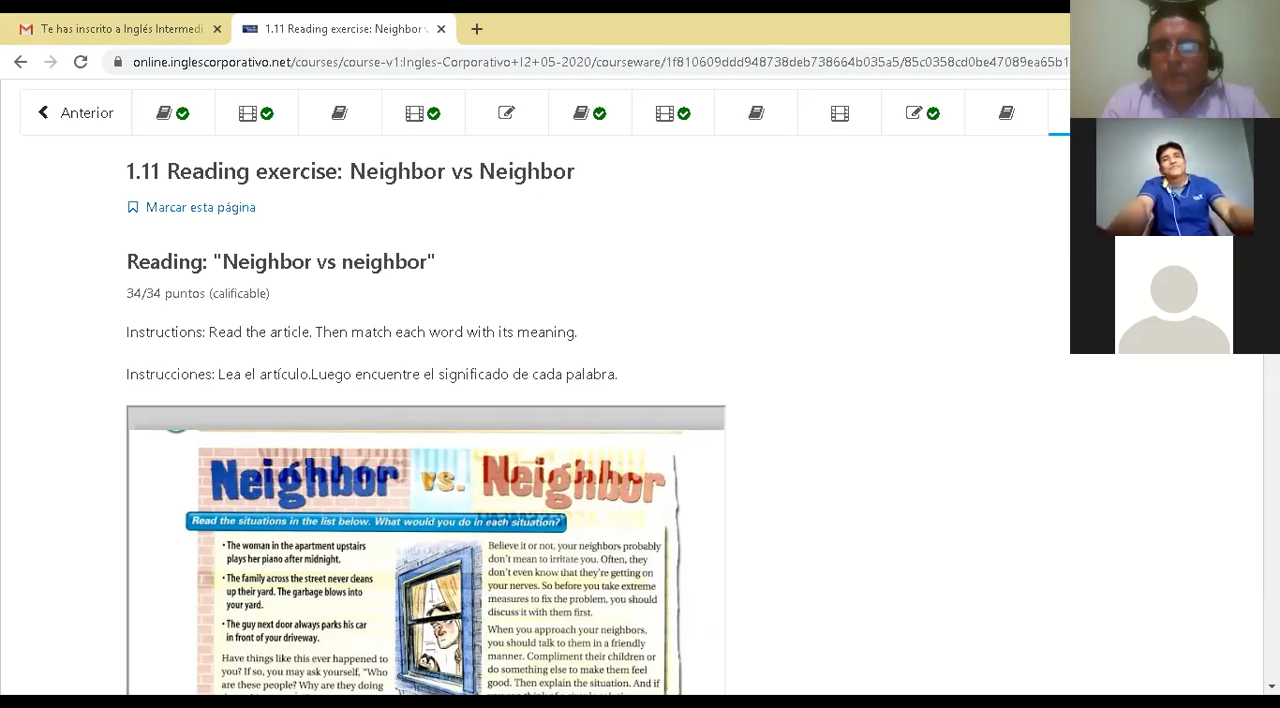 Te has inscrito a Inglés Intermedi
1.11 Reading exercise: Neighbor v
online.inglescorporativo.net/courses/course-v1:Ingles-Corporativo+I2+05-2020/courseware/1f810609ddd948738deb738664b035a5/85c0358cd0be47089ea65b1
Anterior
1.11 Reading exercise: Neighbor vs Neighbor
Marcar esta página
Reading: "Neighbor vs neighbor"
34/34 puntos (calificable)
Instructions: Read the article. Then match each word with its meaning.
Instrucciones: Lea el artículo.Luego encuentre el significado de cada palabra.
Neighbor vs. Neighbor
Read the situations in the list below. What would you do in each situation?
• The woman in the apartment upstairs
plays her piano after midnight.
• The family across the street never cleans
up their yard. The garbage blows into
your yard.
• The guy next door always parks his car
in front of your driveway.
Have things like this ever happened to
you? If so, you may ask yourself, "Who
are these people? Why are they doing
Believe it or not, your neighbors probably
don't mean to irritate you. Often, they
don't even know that they're getting on
your nerves. So before you take extreme
measures to fix the problem, you should
discuss it with them first.
When you approach your neighbors,
you should talk to them in a friendly
manner. Compliment their children or
do something else to make them feel
good. Then explain the situation. And if